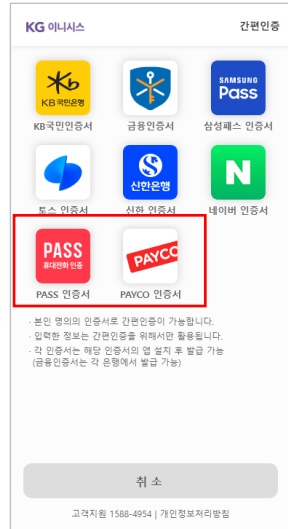 KG 이니시스 간편인증
KB국민은행
SAMSUNG
Pass
KB국민인증서 금융인증서 삼성패스 인증서
신한은행
N
토스 인증서 신한 인증서 네이버 인증서
PASS
휴대전화 인증
PAYCO
PASS 인증서 PAYCO 인증서
· 본인 명의의 인증서로 간편인증이 가능합니다.
· 입력한 정보는 간편인증을 위해서만 활용됩니다.
· 각 인증서는 해당 인증서의 앱 설치 후 발급 가능
(금융인증서는 각 은행에서 발급 가능)
취 소
고객지원 1588-4954 | 개인정보처리방침